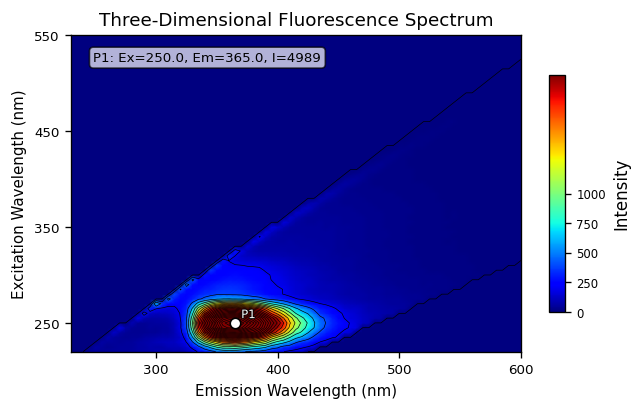 Three-Dimensional Fluorescence Spectrum
P1: Ex=250.0, Em=365.0, I=4989
550
450
350
250
Excitation Wavelength (nm)
P1
300
400
500
600
Emission Wavelength (nm)
1000
750
500
250
0
Intensity